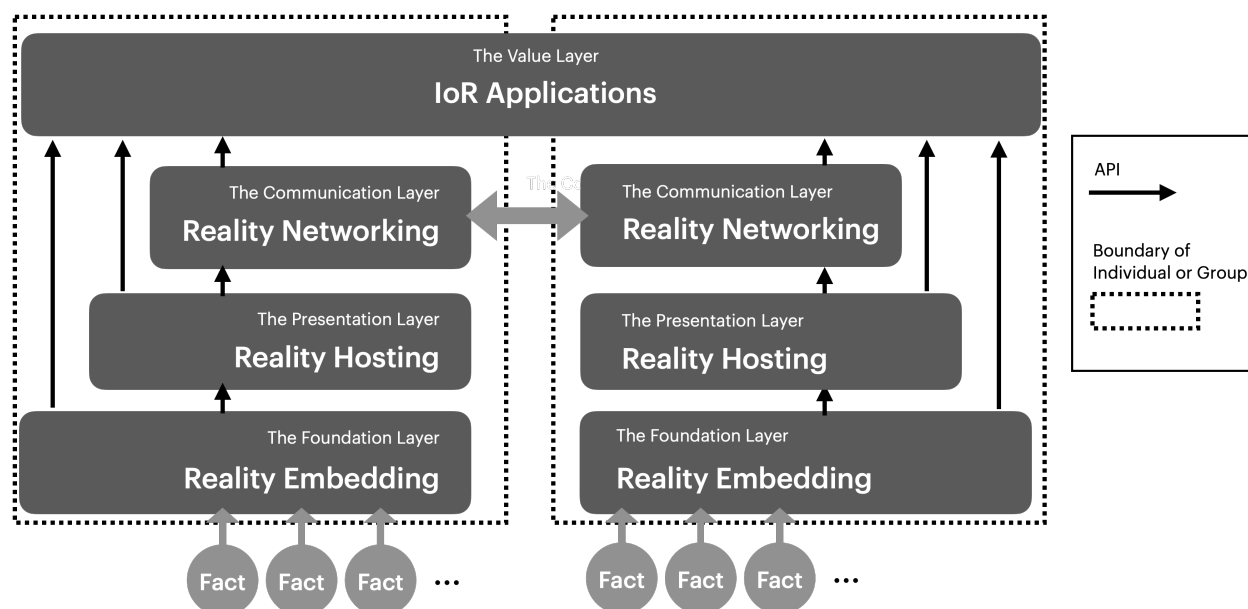 The Value Layer
IoR Applications
The Communication Layer
Reality Networking
The Co
The Communication Layer
Reality Networking
The Presentation Layer
Reality Hosting
The Presentation Layer
Reality Hosting
The Foundation Layer
Reality Embedding
The Foundation Layer
Reality Embedding
Fact
Fact
Fact
...
Fact
Fact
Fact
...
API
Boundary of
Individual or Group